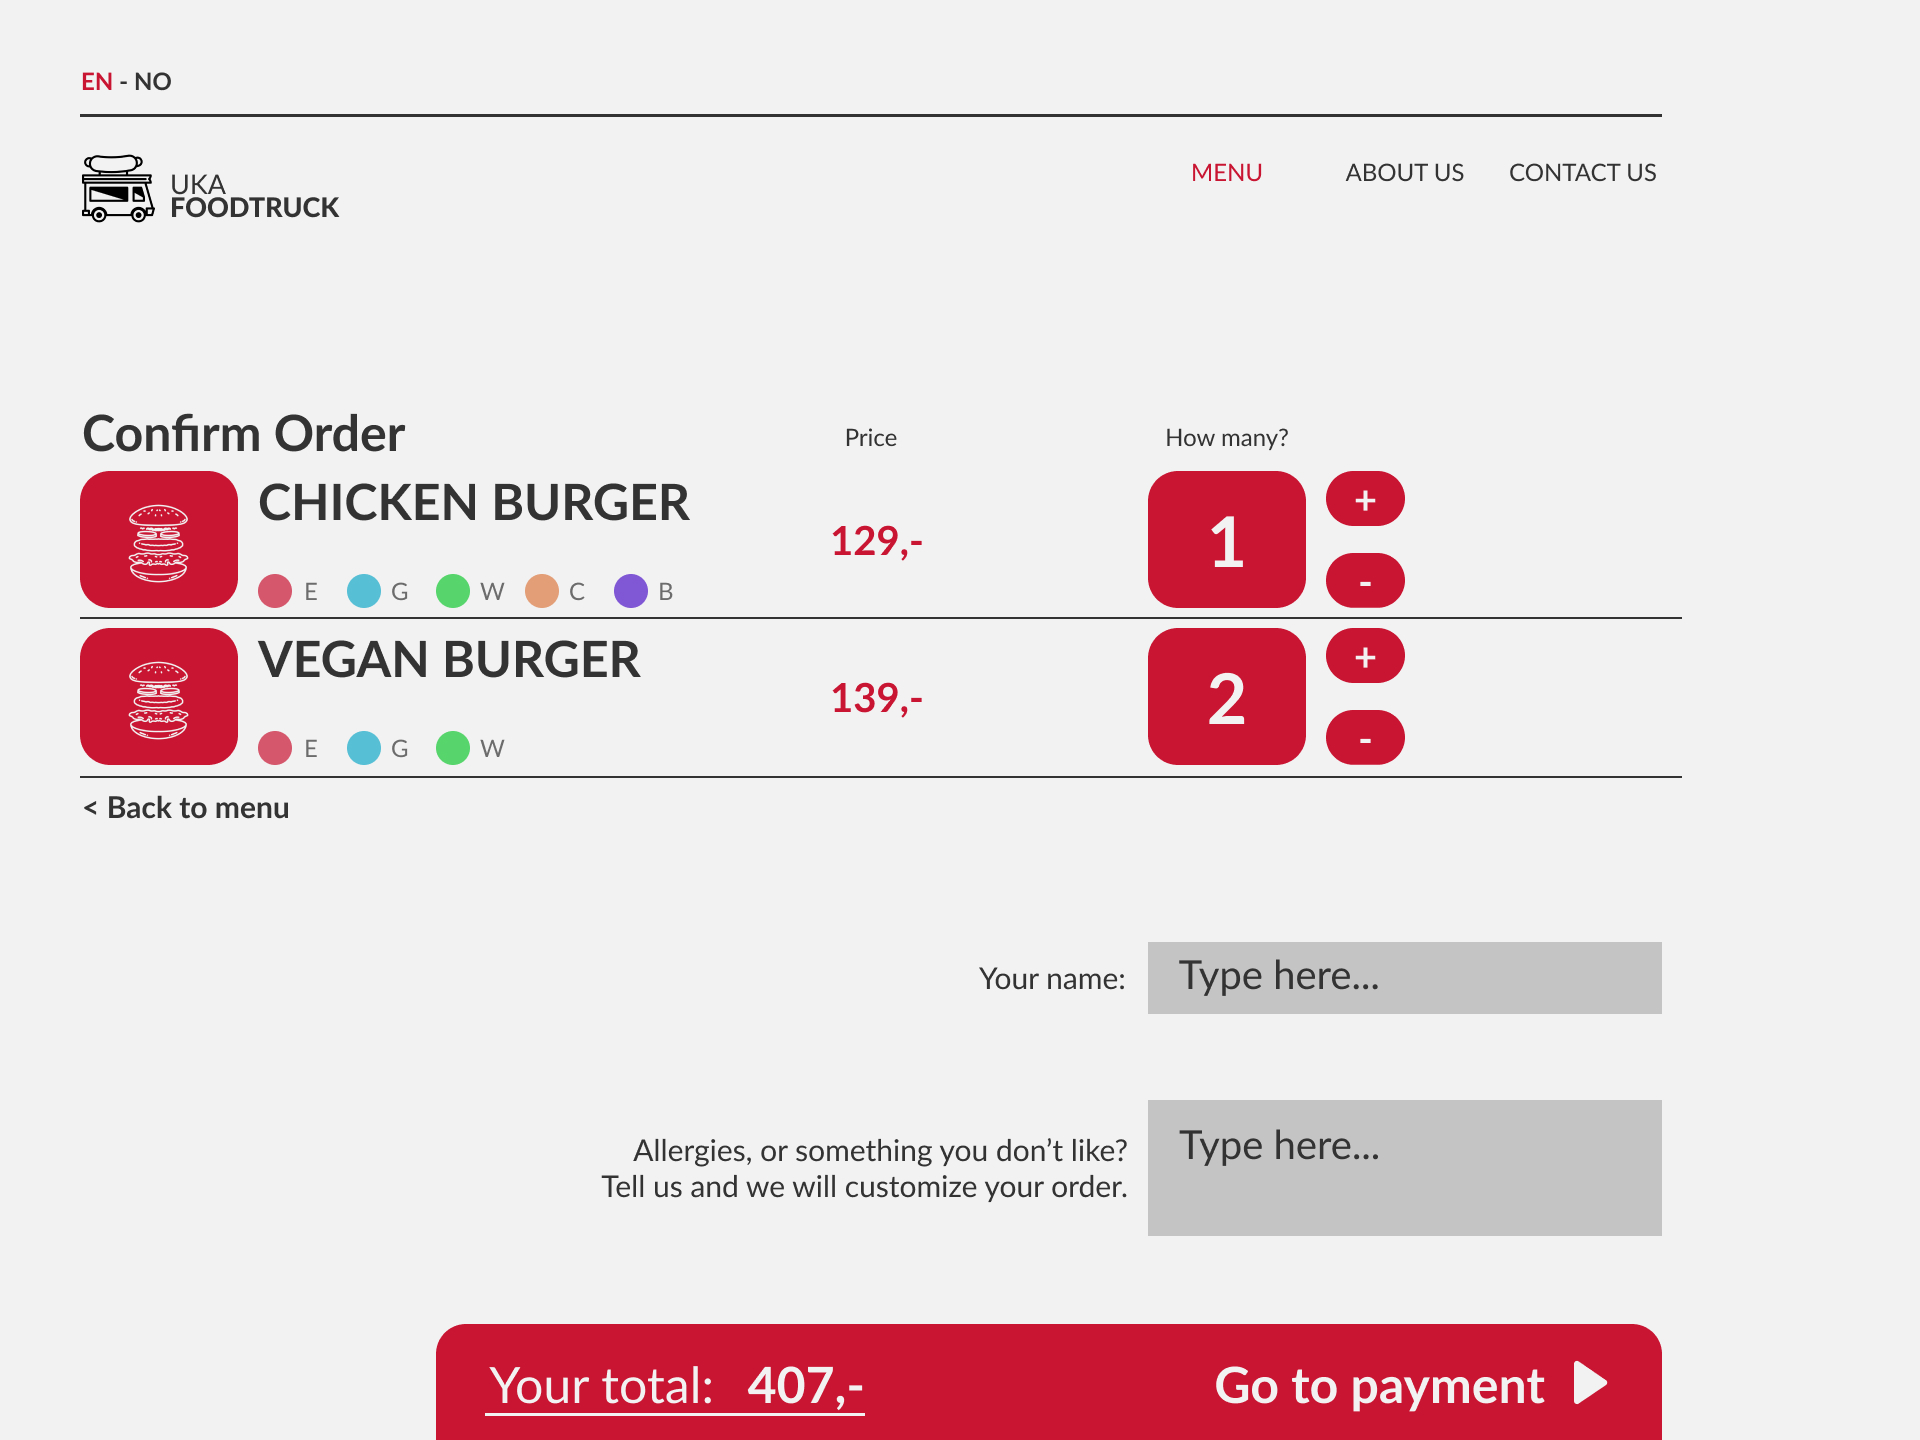 EN - NO
UKA
FOODTRUCK
MENU ABOUT US CONTACT US
Confirm Order Price How many?
CHICKEN BURGER
129,- 1 + -
E G W C B
VEGAN BURGER
139,- 2 + -
E G W
< Back to menu
Your name: Type here...
Allergies, or something you don’t like? Type here...
Tell us and we will customize your order.
Your total: 407,- Go to payment